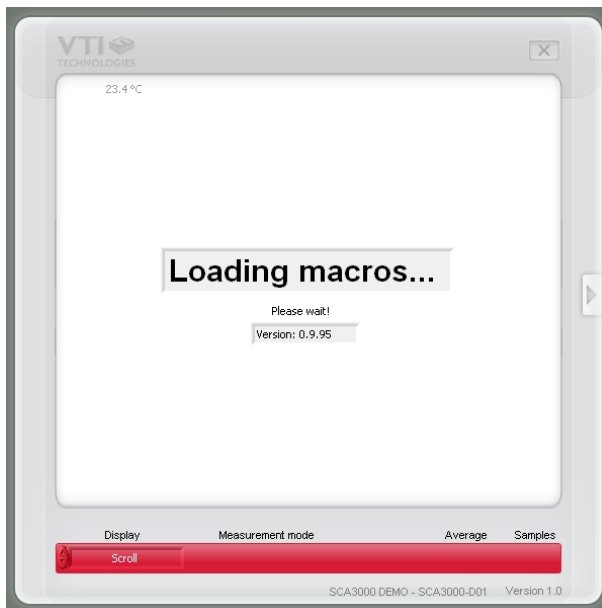 VTI
TECHNOLOGIES
23.4 °C
Loading macros...
Please wait!
Version: 0.9.95
Display Measurement mode Average Samples
Scroll
SCA3000 DEMO - SCA3000-D01 Version 1.0